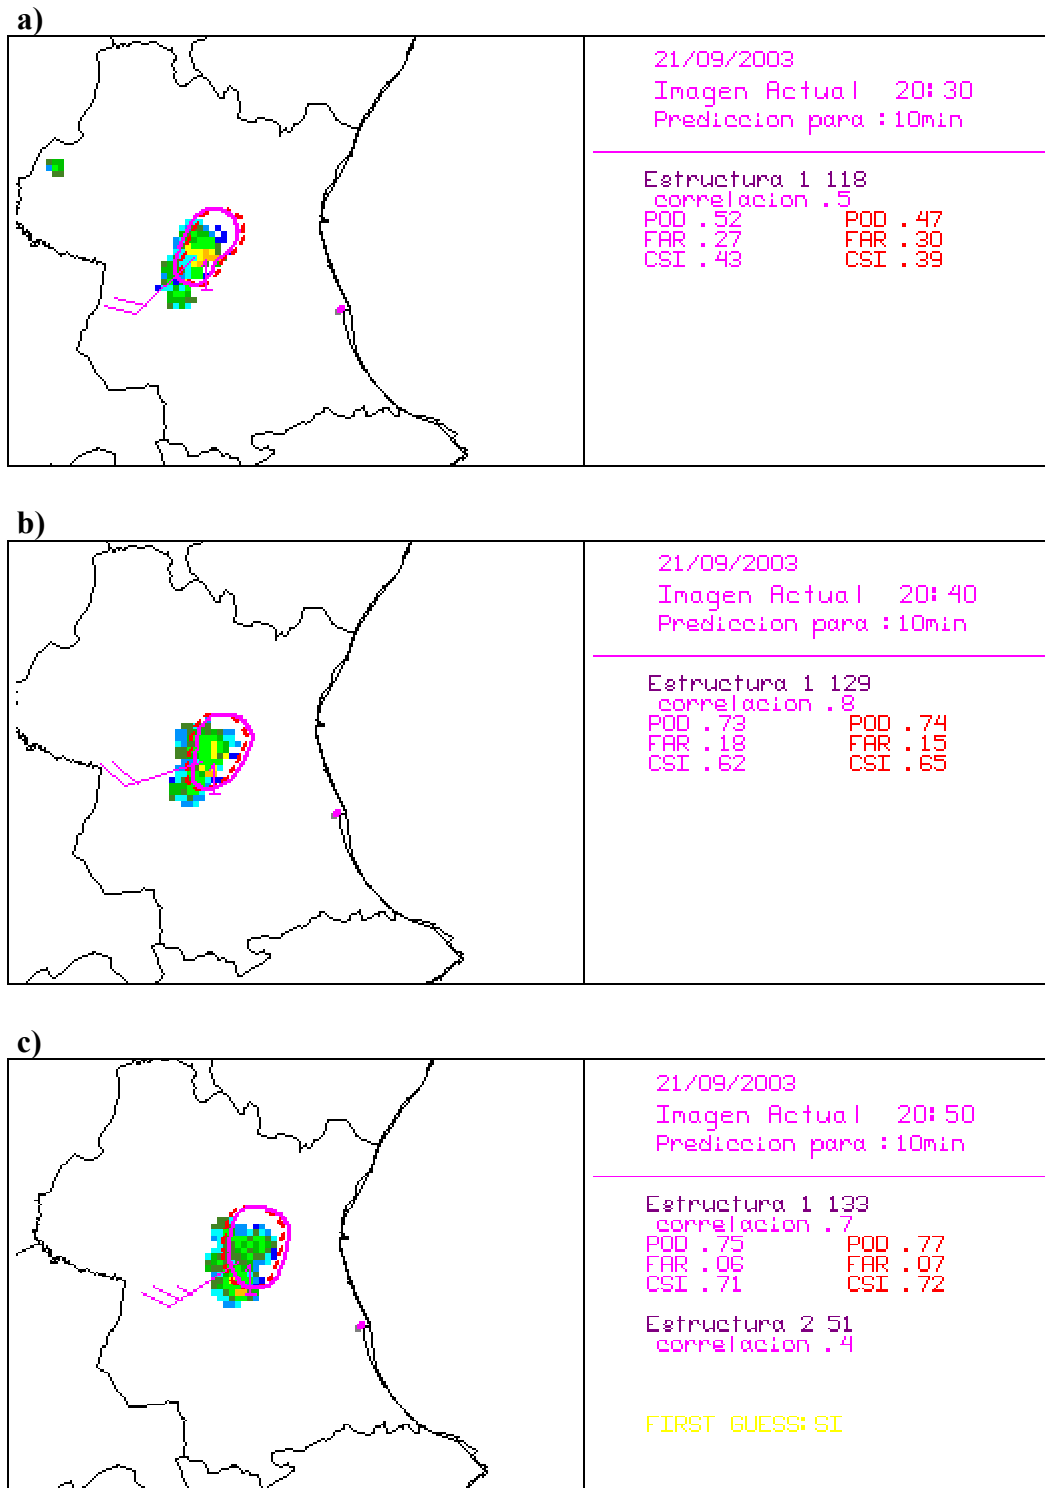 a)
21/09/2003
Imagen Actual 20:30
Prediccion para :10min
Estructura 1 118
correlacion .5
POD .52 POD .47
FAR .27 FAR .30
CSI .43 CSI .39
b)
21/09/2003
Imagen Actual 20:40
Prediccion para :10min
Estructura 1 129
correlacion .8
POD .73 POD .74
FAR .18 FAR .15
CSI .62 CSI .65
c)
21/09/2003
Imagen Actual 20:50
Prediccion para :10min
Estructura 1 133
correlacion .7
POD .75 POD .77
FAR .06 FAR .07
CSI .71 CSI .72
Estructura 2 51
correlacion .4
FIRST GUESS: SI